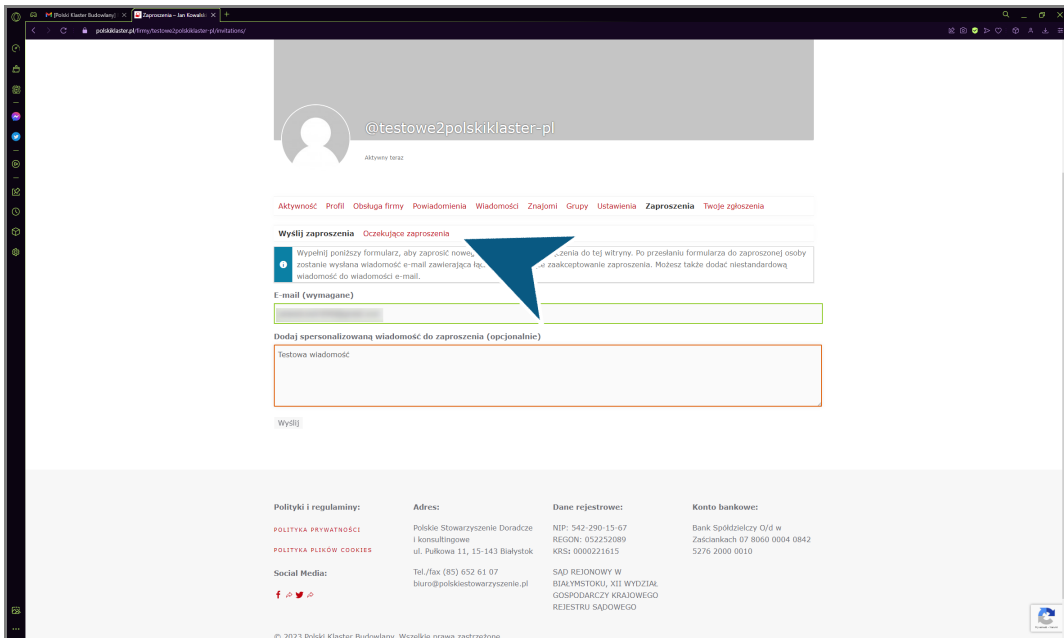 [Polski Klaster Budowlany]
Zaproszenia – Jan Kowalsk
polskiklaster.pl/firmy/testowe2polskiklaster-pl/invitations/
@testowe2polskiklaster-pl
Aktywny teraz
Aktywność Profil Obsługa firmy Powiadomienia Wiadomości Znajomi Grupy Ustawienia Zaproszenia Twoje zgłoszenia
Wyślij zaproszenia Oczekujące zaproszenia
Wypełnij poniższy formularz, aby zaprosić noweg czenia do tej witryny. Po przesłaniu formularza do zaproszonej osoby
zostanie wysłana wiadomość e-mail zawierająca łąc e zaakceptowanie zaproszenia. Możesz także dodać niestandardową
wiadomość do wiadomości e-mail.
E-mail (wymagane)
Dodaj spersonalizowaną wiadomość do zaproszenia (opcjonalnie)
Testowa wiadomość
Wyślij
Polityki i regulaminy:
POLITYKA PRYWATNOŚCI
POLITYKA PLIKÓW COOKIES
Social Media:
Adres:
Polskie Stowarzyszenie Doradcze
i konsultingowe
ul. Pułkowa 11, 15-143 Białystok
Tel./fax (85) 652 61 07
biuro@polskiestowarzyszenie.pl
Dane rejestrowe:
NIP: 542-290-15-67
REGON: 052252089
KRS: 0000221615
SĄD REJONOWY W
BIAŁYMSTOKU, XII WYDZIAŁ
GOSPODARCZY KRAJOWEGO
REJESTRU SĄDOWEGO
Konto bankowe:
Bank Spółdzielczy O/d w
Zaściankach 07 8060 0004 0842
5276 2000 0010
© 2023 Polski Klaster Budowlany. Wszelkie prawa zastrzeżone